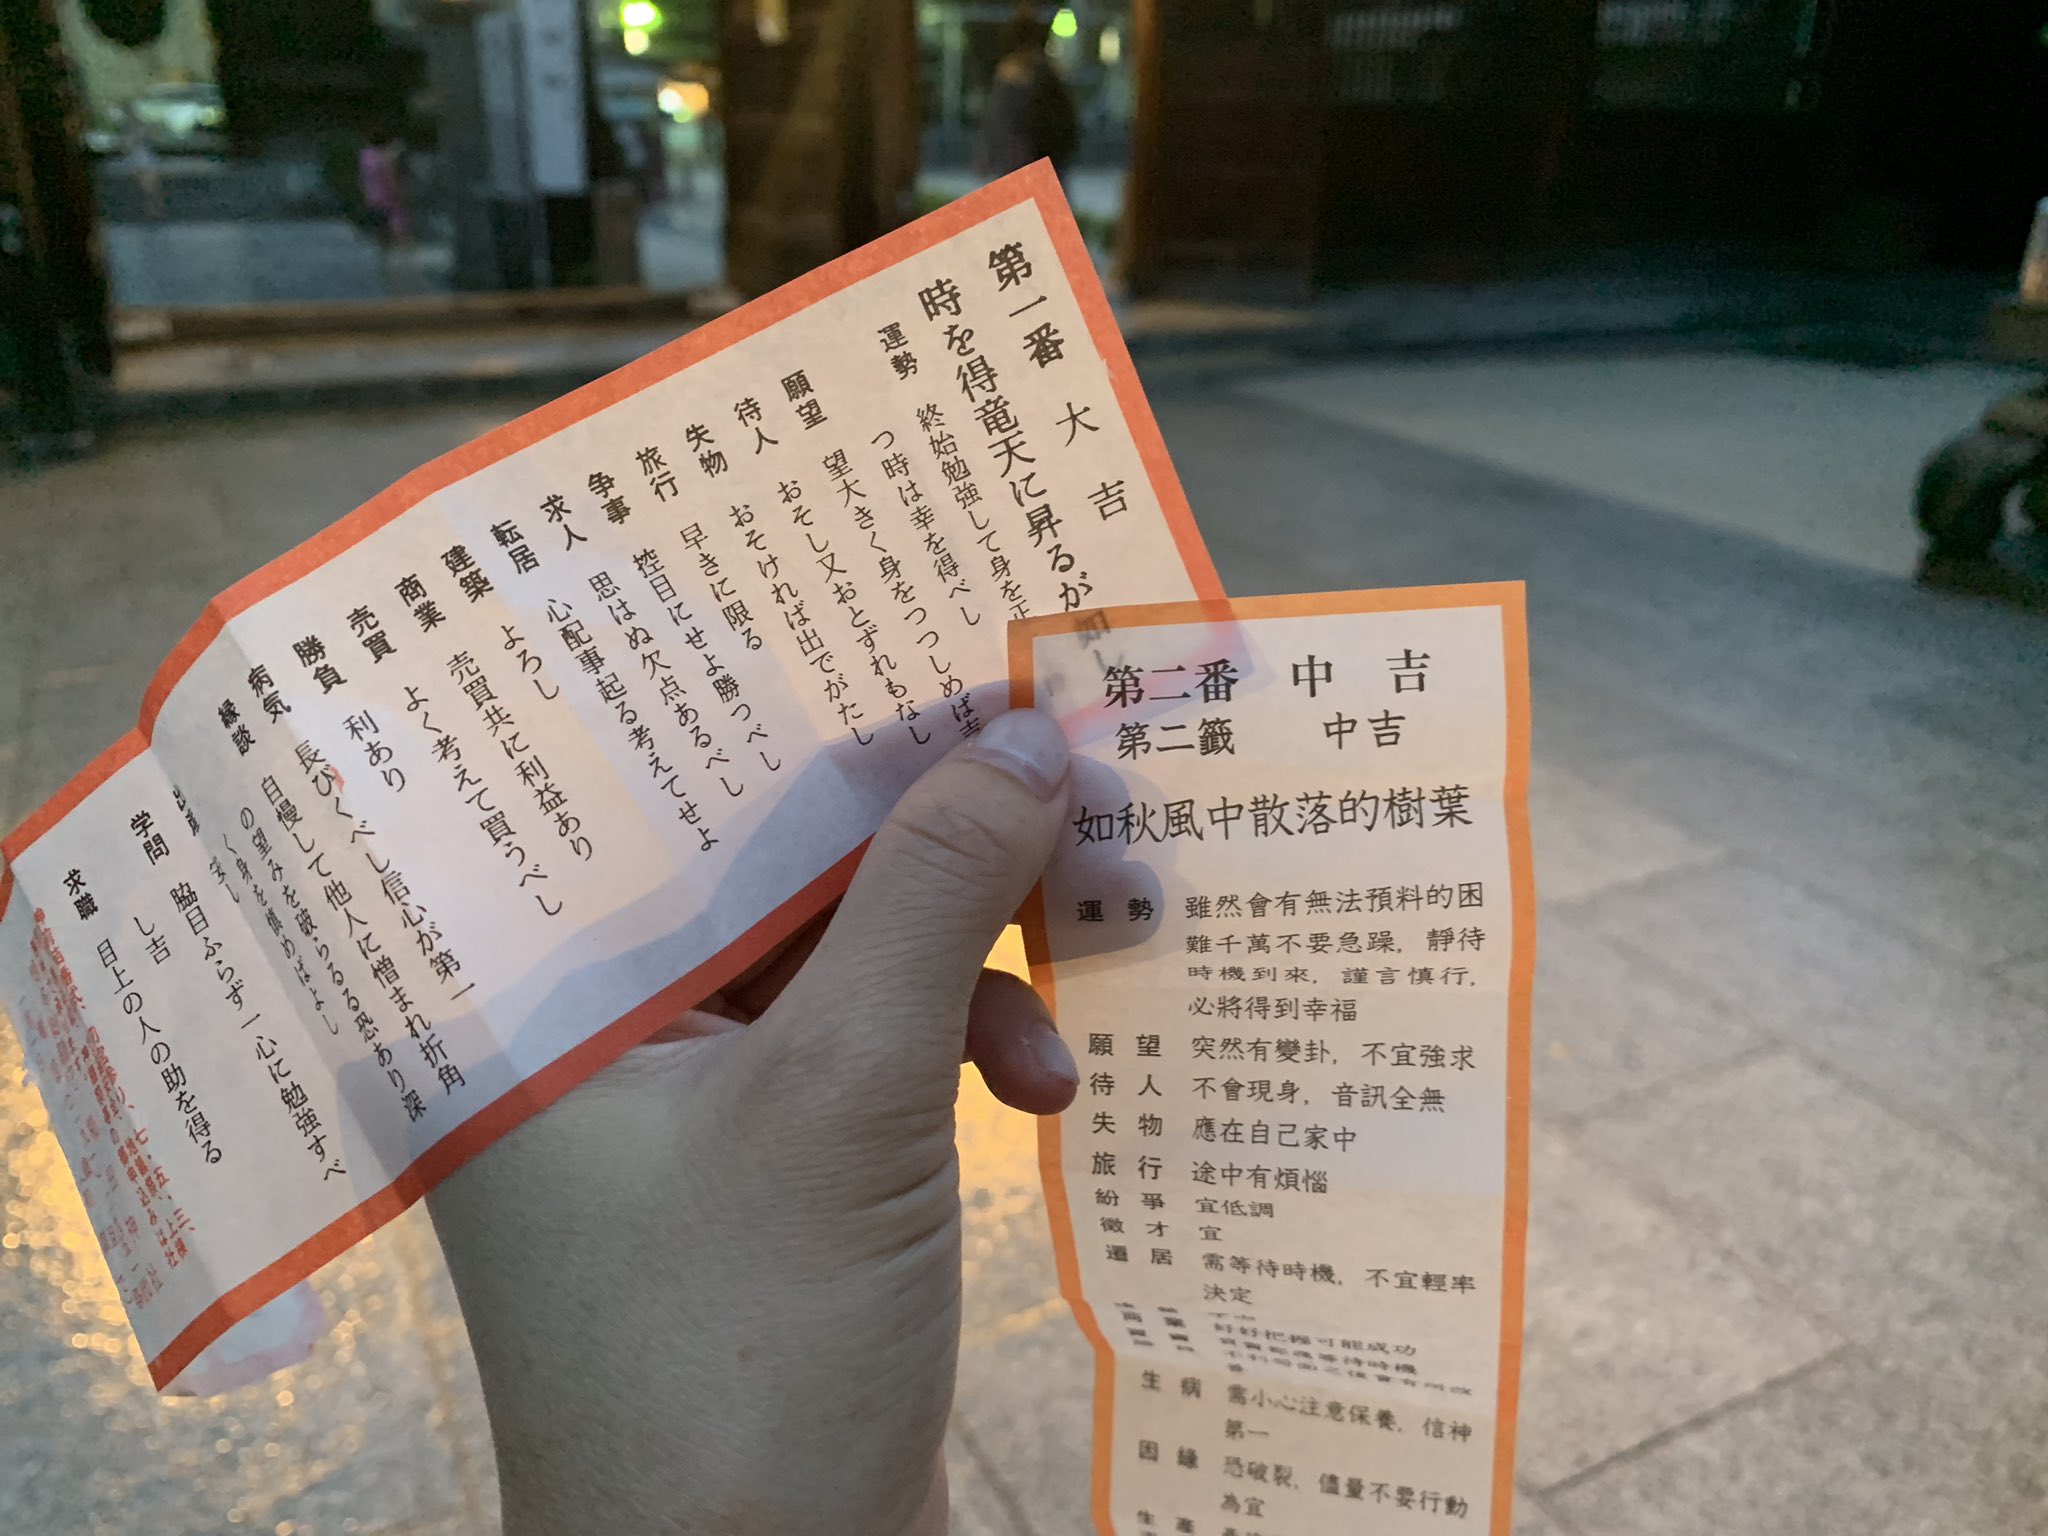 第一番 大吉
時を得竜天に昇るが如し
運勢 終始勉強して身を正
つ時は幸を得べし
願望 望大きく身をつつしめば吉
待人 おそし又おとずれもなし
失物 おそければ出でがたし
旅行 早きに限る
争事 控目にせよ勝つべし
求人 思はぬ欠点あるべし
転居 心配事起る考えてせよ
建築 よろし
商業 売買共に利益あり
売買 よく考えて買うべし
勝負 利あり
病気 長びくべし信心が第一
縁談 自慢して他人に憎まれ折角
の望みを破らるる恐あり深
く身を慎めばよし
学問 脇目ふらず一心に勉強すべ
し吉
求職 目上の人の助を得る
第二番 中吉
第二籤 中吉
如秋風中散落的樹葉
運勢 雖然會有無法預料的困
難千萬不要急躁，靜待
時機到來，謹言慎行，
必將得到幸福
願望 突然有變卦，不宜強求
待人 不會現身，音訊全無
失物 應在自己家中
旅行 途中有煩惱
紛爭 宜低調
徵才 宜
遷居 需等待時機，不宜輕率
決定
商業 好好把握可能成功
生病 需小心注意保養，信神
第一
因緣 恐破裂，儘量不要行動
為宜
生產